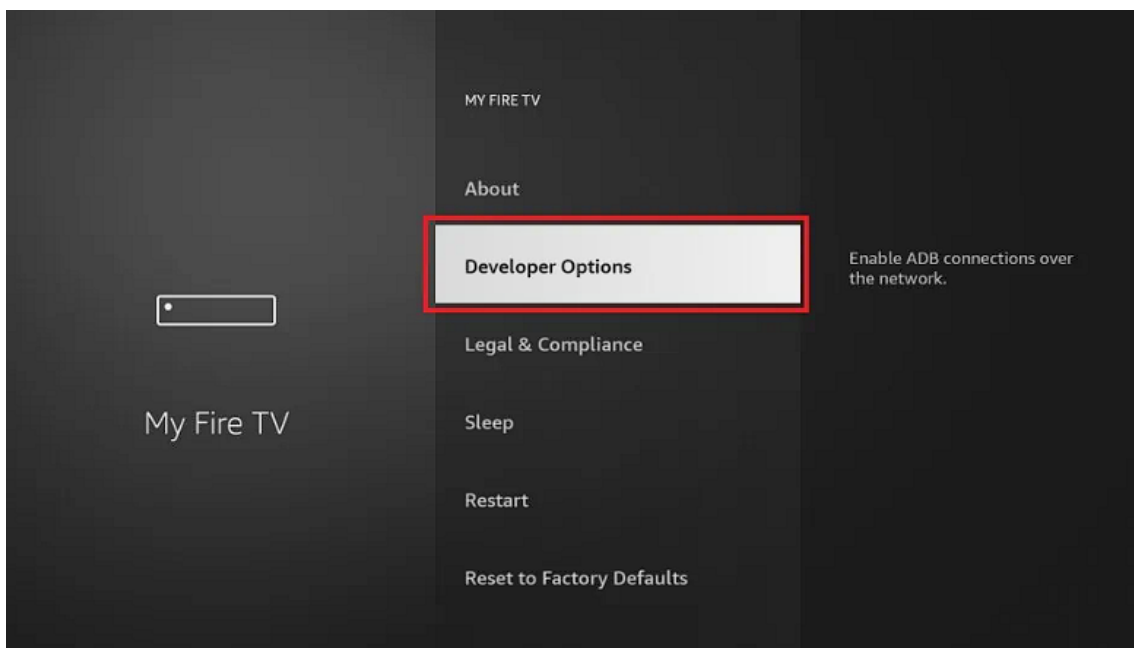 MY FIRE TV
About
Developer Options
Enable ADB connections over
the network.
Legal & Compliance
My Fire TV
Sleep
Restart
Reset to Factory Defaults